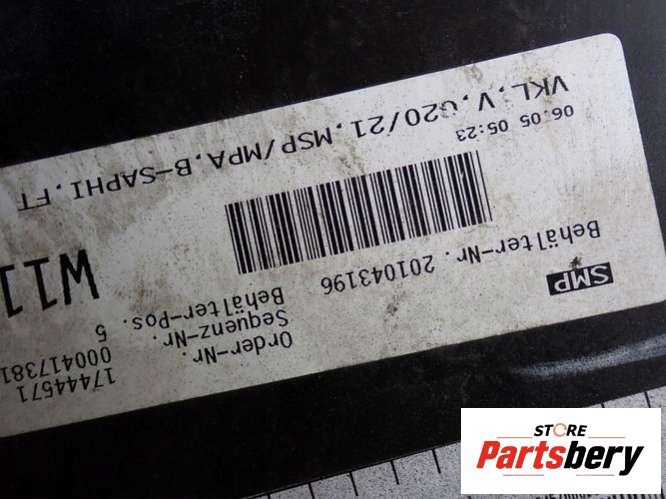 SMP
Behälter-Nr. 201043196
Order-Nr. 17444571
Sequenz-Nr. 000417381
Behälter-Pos. 5
W11
06.05 05:23
VKL,V,G20/21,MSP/MPA,B-SAPHI,FT
STORE
Partsbery